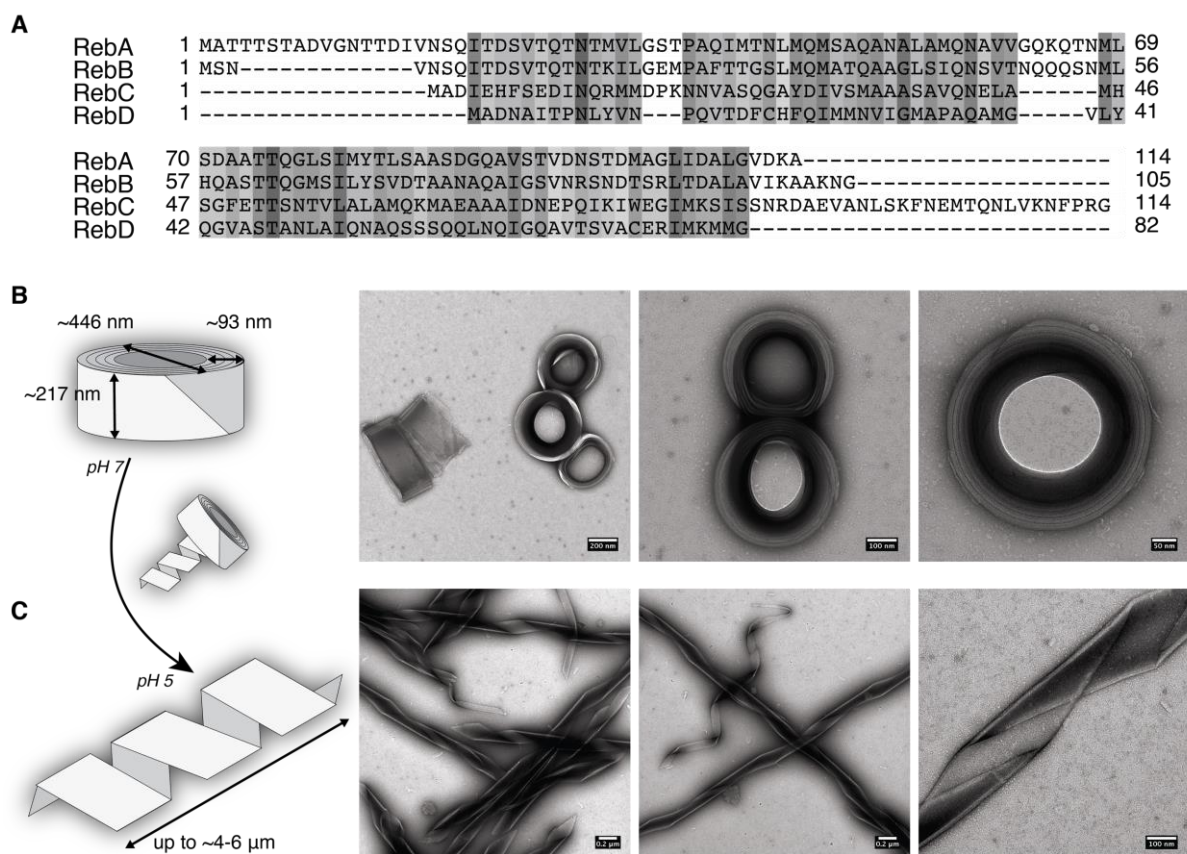 A
RebA 1 MATTTSTADVGNTTDIVNSQITDSVTQTNTMVLGSTPAQIMTNLMQMSAQANALAMQNAVVGQKQTNML 69
RebB 1 MSN-------------VNSQITDSVTQTNTKILGEMPAFTTGSLMQMATQAAGLSIQNSVTNQQQSNML 56
RebC 1 -----------------MADIEHFSEDINQRMMDPKNNVASQGAYDIVSMAAASAVQNELA------MH 46
RebD 1 --------------------MADNAITPNLYVN---PQVTDFCHFQIMMNVIGMAPAQAMG-----VLY 41
RebA 70 SDAATTQGLSIMYTLSAASDGQAVSTVDNSTDMAGLIDALGVDKA----------------------- 114
RebB 57 HQASTTQGMSILYSVDTAANAQAIGSVNRSNDTSRLTDALAVIKAAKNG------------------- 105
RebC 47 SGFETTSNTVLALAMQKMAEAAAIDNEPQIKIWEGIMKSISSNRDAEVANLSKFNEMTQNLVKNFPRG 114
RebD 42 QGVASTANLAIQNAQSSSQQLNQIGQAVTSVACERIMKMMG--------------------------- 82
B
~446 nm
~93 nm
~217 nm
pH 7
200 nm
100 nm
50 nm
C
pH 5
up to ~4-6 µm
0.2 µm
0.2 µm
100 nm